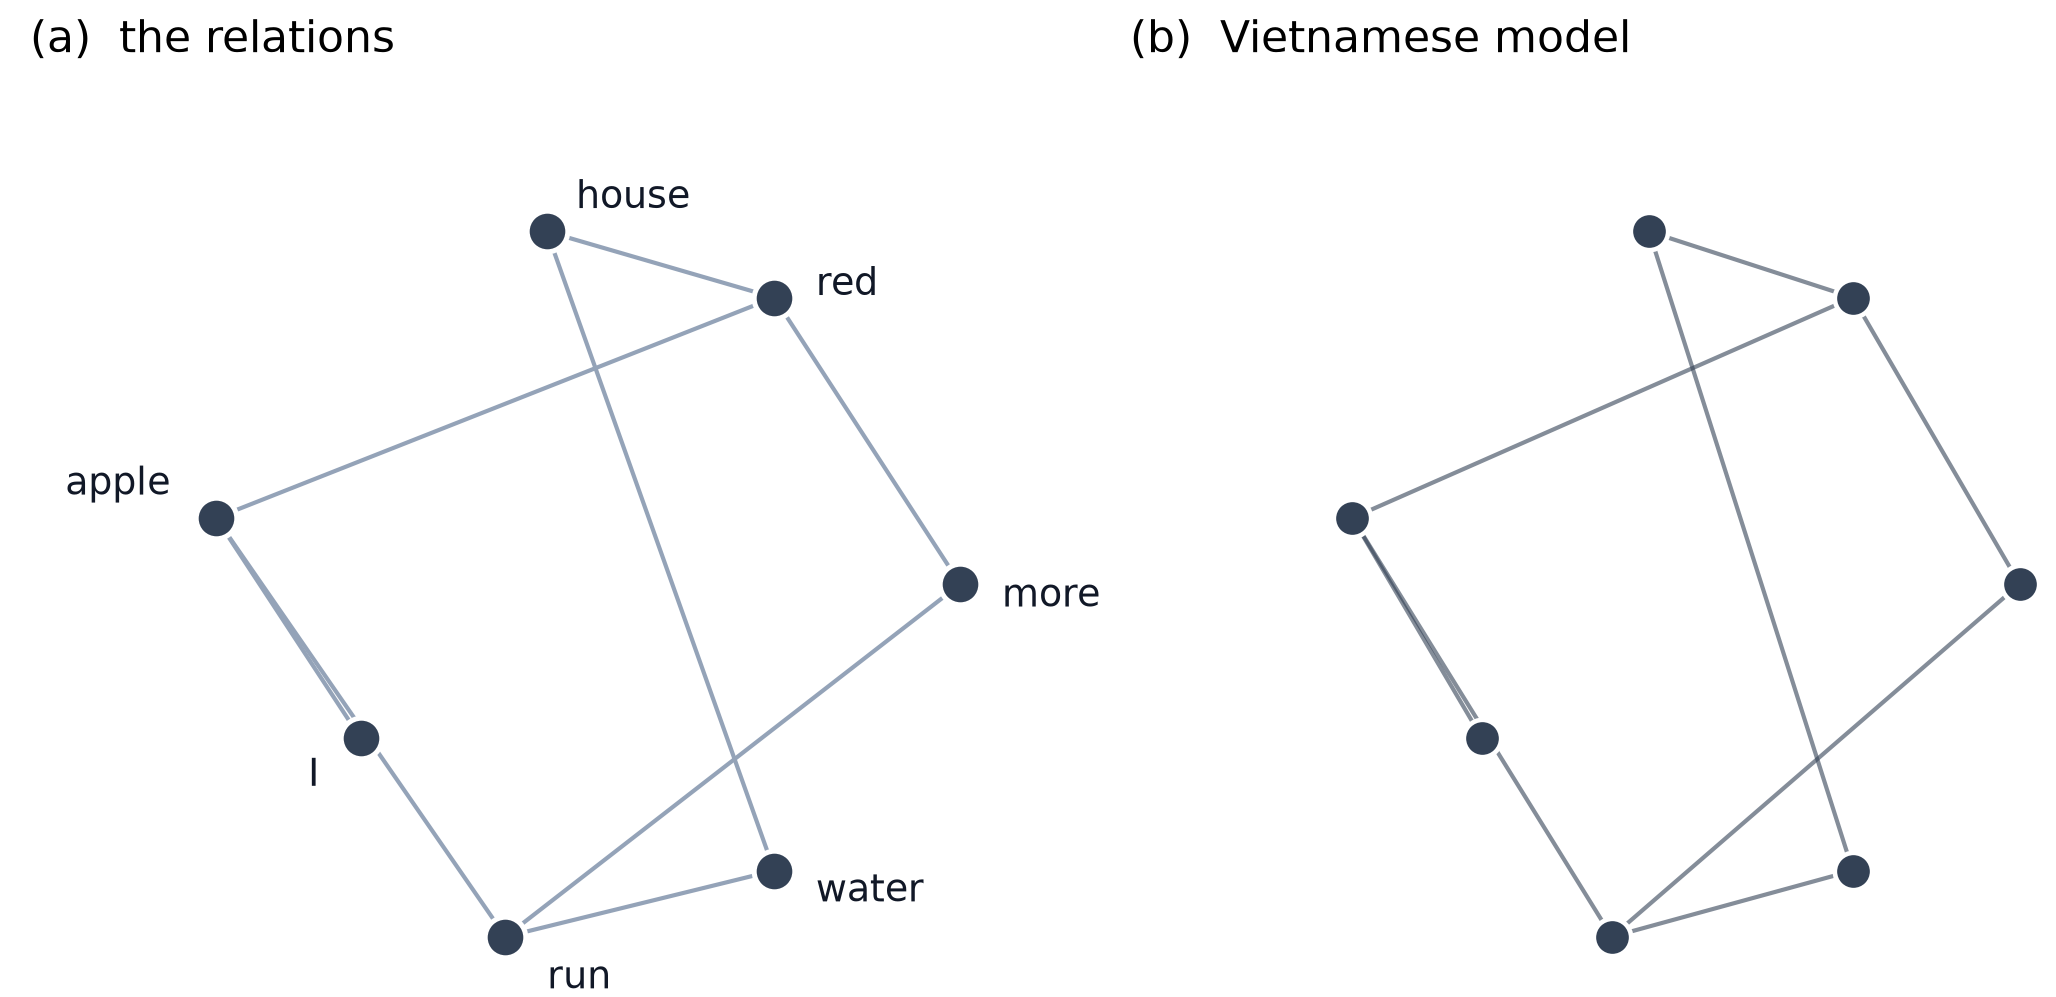 (a) the relations
(b) Vietnamese model
house
red
apple
more
I
water
run